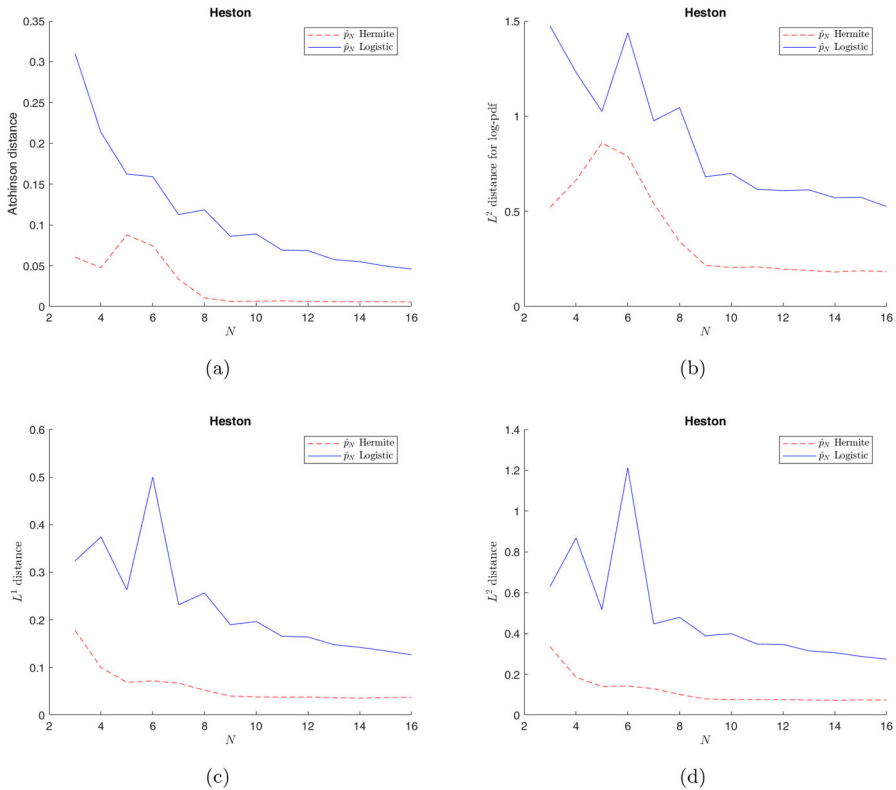 Heston
Atchinson distance
0.35
0.3
0.25
0.2
0.15
0.1
0.05
0
p̂_N Hermite
p̂_N Logistic
2 4 6 8 10 12 14 16
N
(a)
Heston
L² distance for log-pdf
1.5
1
0.5
0
p̂_N Hermite
p̂_N Logistic
2 4 6 8 10 12 14 16
N
(b)
Heston
L¹ distance
0.6
0.5
0.4
0.3
0.2
0.1
0
p̂_N Hermite
p̂_N Logistic
2 4 6 8 10 12 14 16
N
(c)
Heston
L² distance
1.4
1.2
1
0.8
0.6
0.4
0.2
0
p̂_N Hermite
p̂_N Logistic
2 4 6 8 10 12 14 16
N
(d)